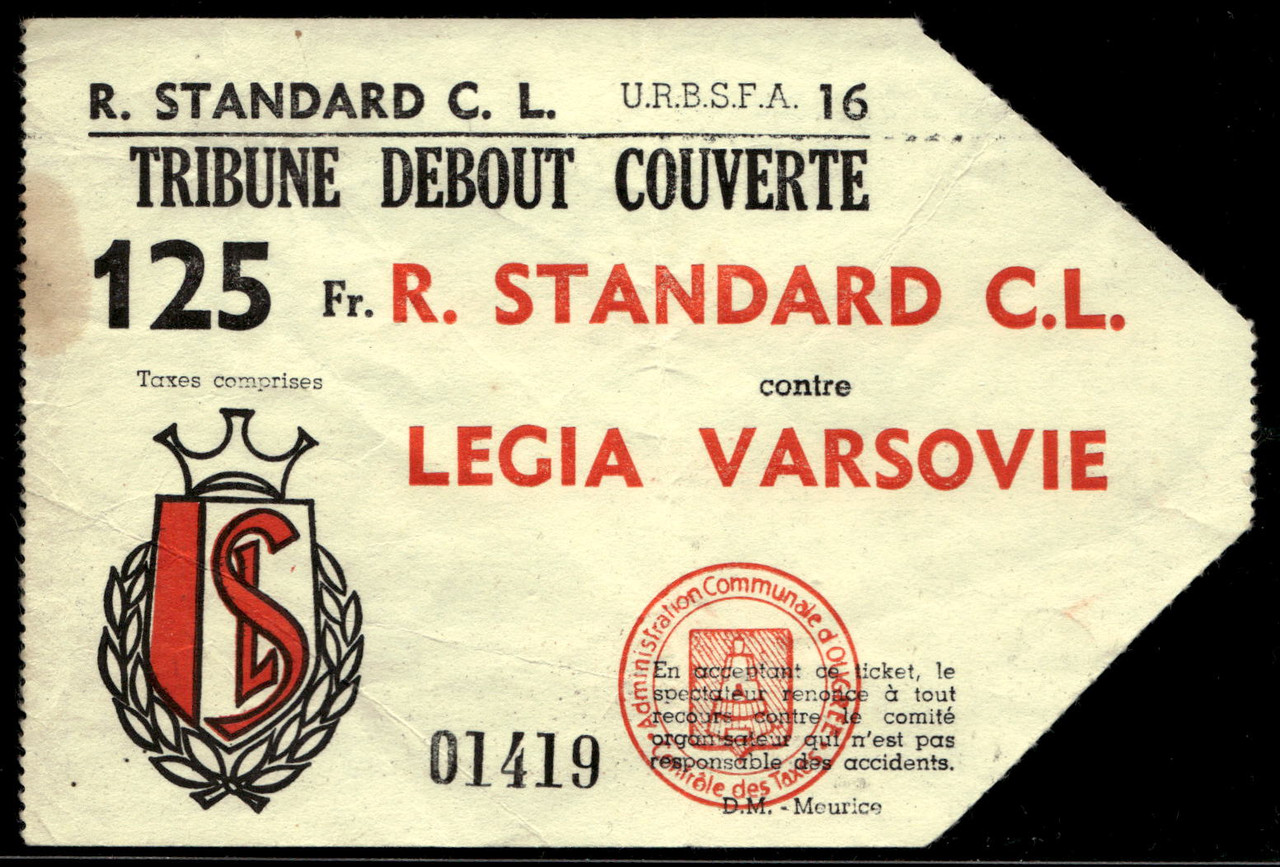 R. STANDARD C. L. U.R.B.S.F.A. 16
TRIBUNE DEBOUT COUVERTE
125 Fr. R. STANDARD C.L.
Taxes comprises
contre
LEGIA VARSOVIE
SL
Administration Communale d'OUGRÉE
Contrôle des Taxes
En acceptant ce ticket, le
spectateur renonce à tout
recours contre le comité
organisateur qui n'est pas
responsable des accidents.
01419
D.M. - Meurice